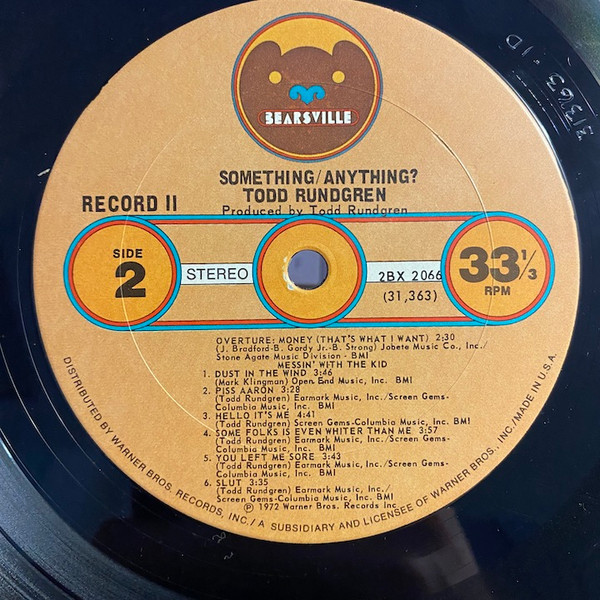 BEARSVILLE
SOMETHING/ANYTHING?
TODD RUNDGREN
Produced by Todd Rundgren
RECORD II
SIDE
2
STEREO
2BX 2066
(31,363)
33 1/3
RPM
OVERTURE: MONEY (THAT'S WHAT I WANT) 2:30
(J. Bradford-B. Gordy Jr.-B. Strong) Jobete Music Co., Inc./
Stone Agate Music Division - BMI
MESSIN' WITH THE KID
1. DUST IN THE WIND 3:46
(Mark Klingman) Open End Music, Inc. BMI
2. PISS AARON 3:28
(Todd Rundgren) Earmark Music, Inc./Screen Gems-
Columbia Music, Inc. BMI
3. HELLO IT'S ME 4:41
(Todd Rundgren) Screen Gems-Columbia Music, Inc. BMI
4. SOME FOLKS IS EVEN WHITER THAN ME 3:57
(Todd Rundgren) Earmark Music, Inc./Screen Gems-
Columbia Music, Inc. BMI
5. YOU LEFT ME SORE 3:43
(Todd Rundgren) Earmark Music, Inc./Screen Gems-
Columbia Music, Inc. BMI
6. SLUT 3:35
(Todd Rundgren) Earmark Music, Inc./
Screen Gems-Columbia Music, Inc. BMI
℗ 1972 Warner Bros. Records Inc.
DISTRIBUTED BY WARNER BROS. RECORDS, INC./A SUBSIDIARY AND LICENSEE OF WARNER BROS. INC./MADE IN U.S.A.
31363-1D